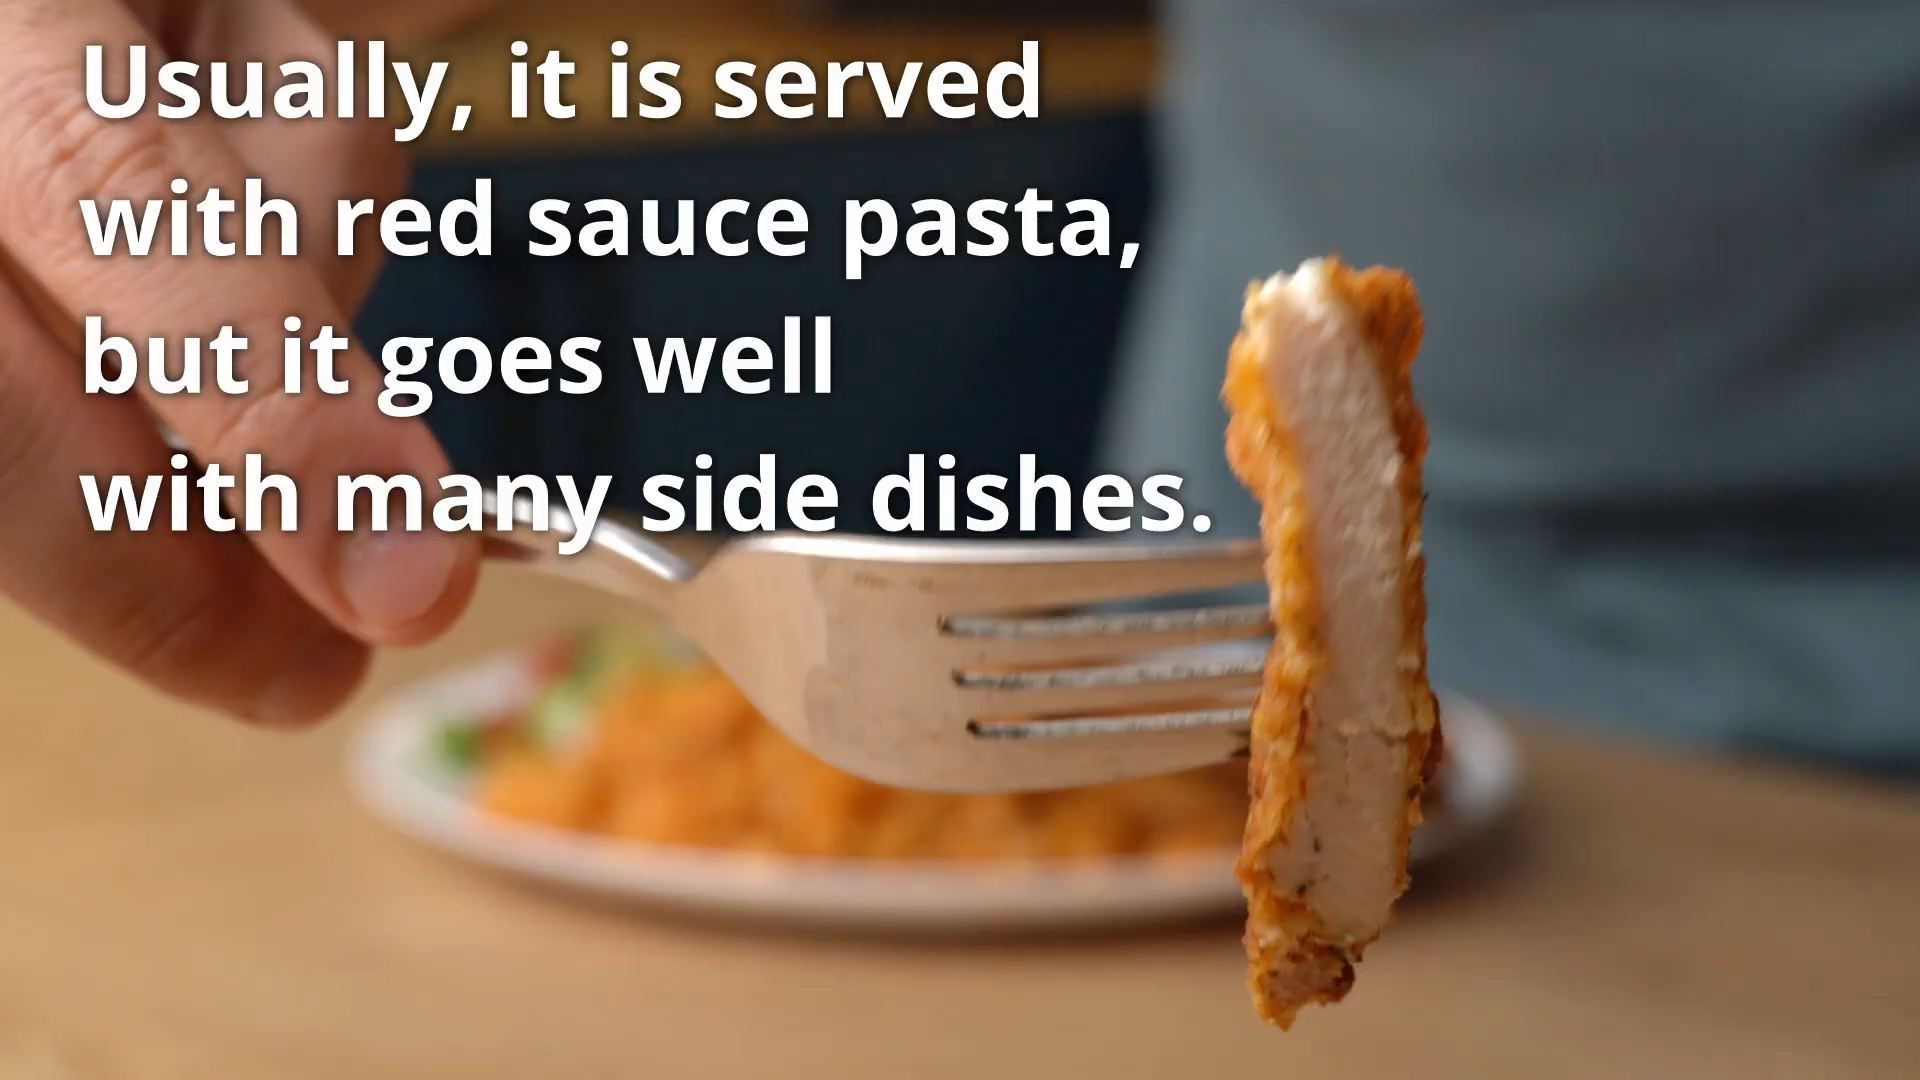 Usually, it is served
with red sauce pasta,
but it goes well
with many side dishes.